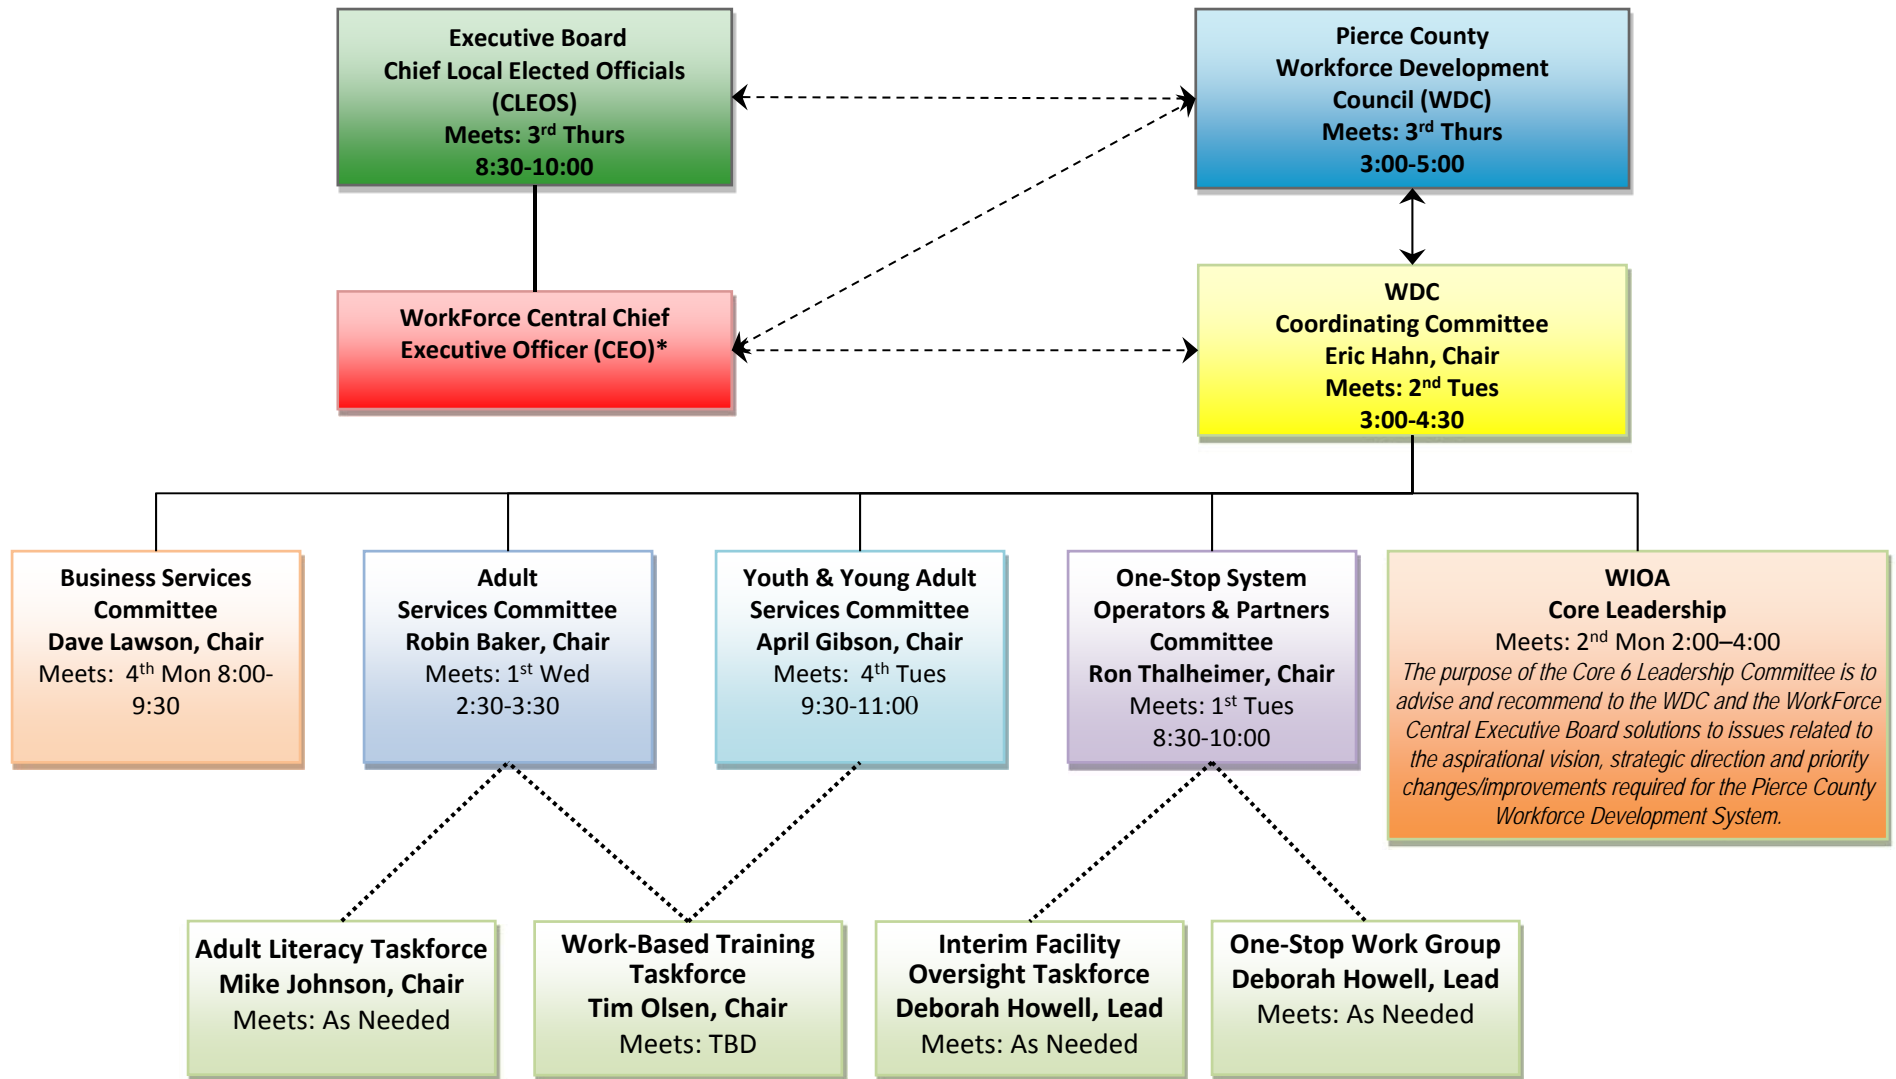 Executive Board
Chief Local Elected Officials
(CLEOS)
Meets: 3rd Thurs
8:30-10:00
Pierce County
Workforce Development
Council (WDC)
Meets: 3rd Thurs
3:00-5:00
WorkForce Central Chief
Executive Officer (CEO)*
WDC
Coordinating Committee
Eric Hahn, Chair
Meets: 2nd Tues
3:00-4:30
Business Services
Committee
Dave Lawson, Chair
Meets: 4th Mon 8:00-
9:30
Adult
Services Committee
Robin Baker, Chair
Meets: 1st Wed
2:30-3:30
Youth & Young Adult
Services Committee
April Gibson, Chair
Meets: 4th Tues
9:30-11:00
One-Stop System
Operators & Partners
Committee
Ron Thalheimer, Chair
Meets: 1st Tues
8:30-10:00
WIOA
Core Leadership
Meets: 2nd Mon 2:00–4:00
The purpose of the Core 6 Leadership Committee is to
advise and recommend to the WDC and the WorkForce
Central Executive Board solutions to issues related to
the aspirational vision, strategic direction and priority
changes/improvements required for the Pierce County
Workforce Development System.
Adult Literacy Taskforce
Mike Johnson, Chair
Meets: As Needed
Work-Based Training
Taskforce
Tim Olsen, Chair
Meets: TBD
Interim Facility
Oversight Taskforce
Deborah Howell, Lead
Meets: As Needed
One-Stop Work Group
Deborah Howell, Lead
Meets: As Needed